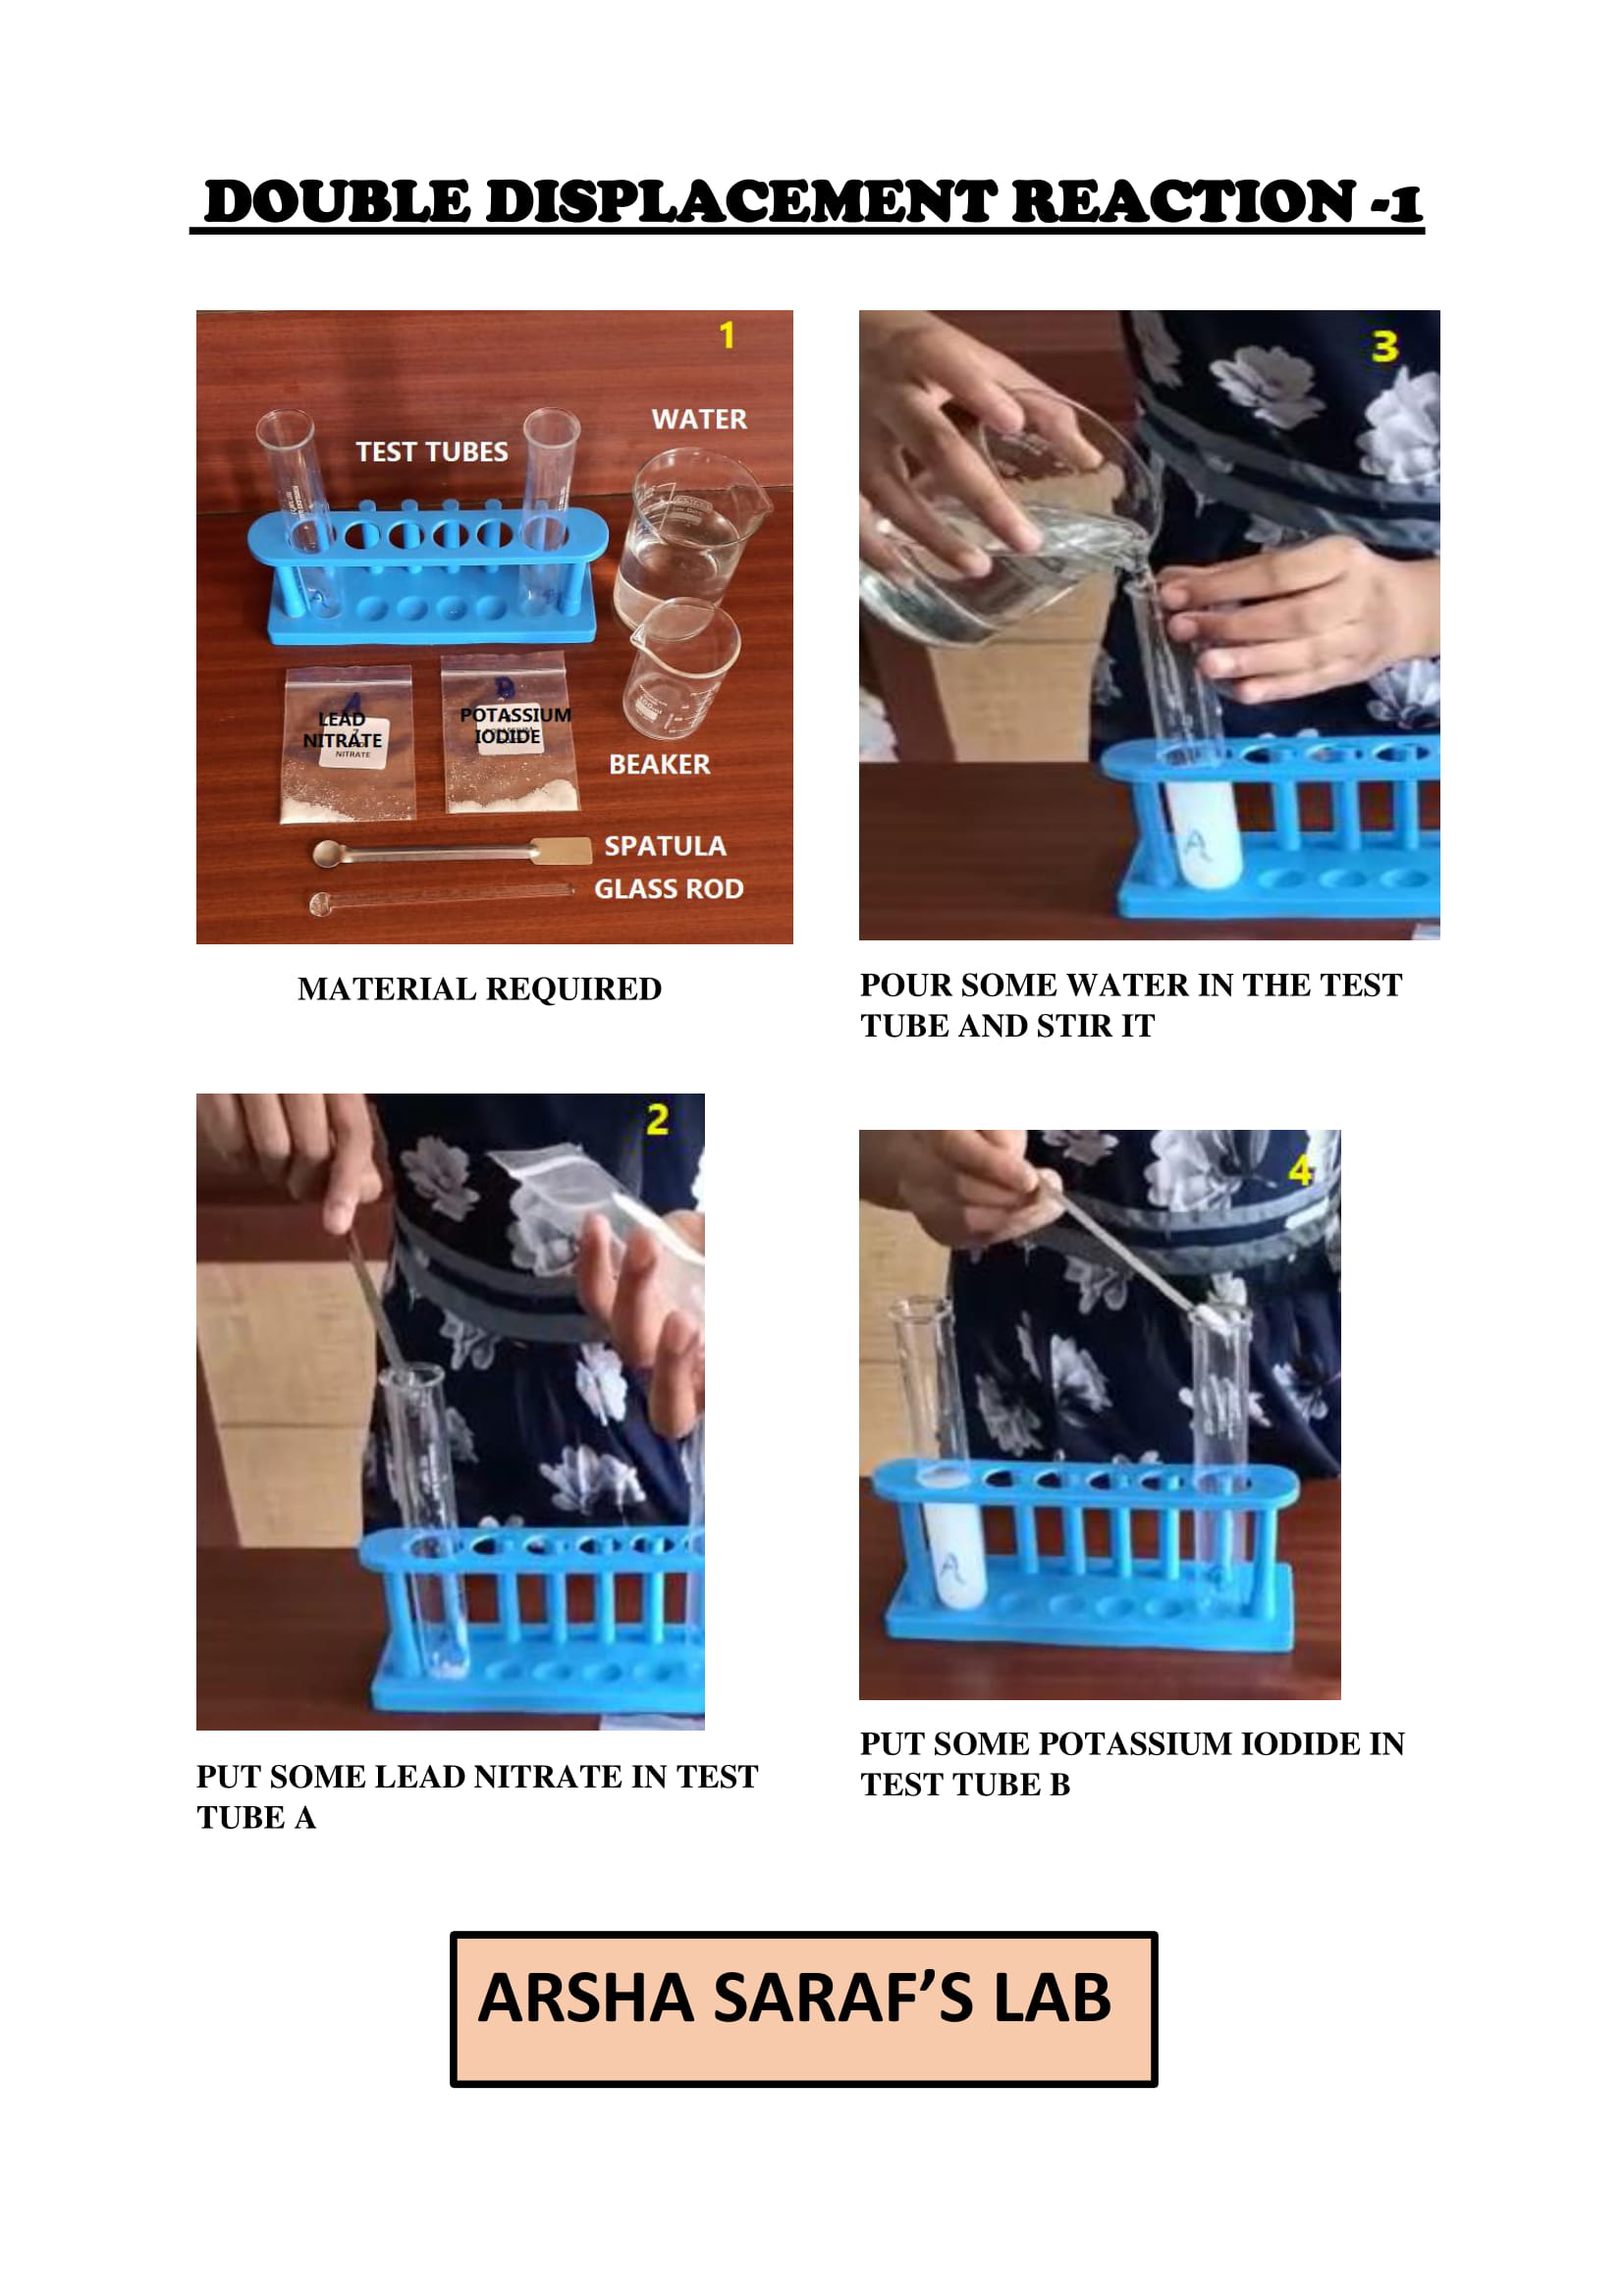 DOUBLE DISPLACEMENT REACTION -1
1
WATER
TEST TUBES
A
B
A
B
LEAD
NITRATE
NITRATE
POTASSIUM
IODIDE
BEAKER
SPATULA
GLASS ROD
MATERIAL REQUIRED
2
PUT SOME LEAD NITRATE IN TEST
TUBE A
3
A
POUR SOME WATER IN THE TEST
TUBE AND STIR IT
4
A
PUT SOME POTASSIUM IODIDE IN
TEST TUBE B
ARSHA SARAF'S LAB